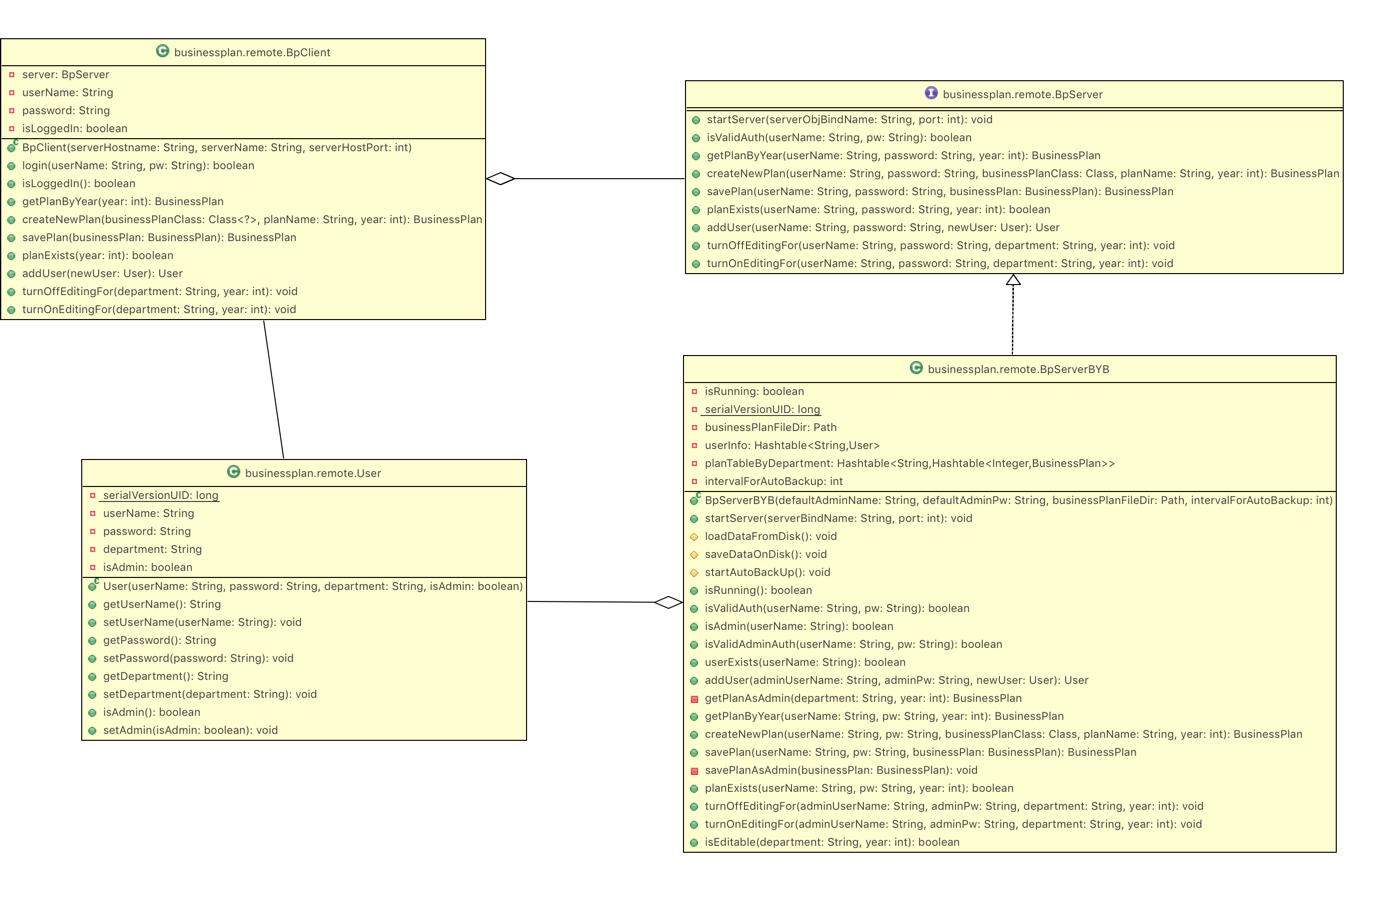 businessplan.remote.BpClient
server: BpServer
userName: String
password: String
isLoggedIn: boolean
BpClient(serverHostname: String, serverName: String, serverHostPort: int)
login(userName: String, pw: String): boolean
isLoggedIn(): boolean
getPlanByYear(year: int): BusinessPlan
createNewPlan(businessPlanClass: Class<?>, planName: String, year: int): BusinessPlan
savePlan(businessPlan: BusinessPlan): BusinessPlan
planExists(year: int): boolean
addUser(newUser: User): User
turnOffEditingFor(department: String, year: int): void
turnOnEditingFor(department: String, year: int): void
businessplan.remote.BpServer
startServer(serverObjBindName: String, port: int): void
isValidAuth(userName: String, pw: String): boolean
getPlanByYear(userName: String, password: String, year: int): BusinessPlan
createNewPlan(userName: String, password: String, businessPlanClass: Class, planName: String, year: int): BusinessPlan
savePlan(userName: String, password: String, businessPlan: BusinessPlan): BusinessPlan
planExists(userName: String, password: String, year: int): boolean
addUser(userName: String, password: String, newUser: User): User
turnOffEditingFor(userName: String, password: String, department: String, year: int): void
turnOnEditingFor(userName: String, password: String, department: String, year: int): void
businessplan.remote.User
serialVersionUID: long
userName: String
password: String
department: String
isAdmin: boolean
User(userName: String, password: String, department: String, isAdmin: boolean)
getUserName(): String
setUserName(userName: String): void
getPassword(): String
setPassword(password: String): void
getDepartment(): String
setDepartment(department: String): void
isAdmin(): boolean
setAdmin(isAdmin: boolean): void
businessplan.remote.BpServerBYB
isRunning: boolean
serialVersionUID: long
businessPlanFileDir: Path
userInfo: Hashtable<String,User>
planTableByDepartment: Hashtable<String,Hashtable<Integer,BusinessPlan>>
intervalForAutoBackup: int
BpServerBYB(defaultAdminName: String, defaultAdminPw: String, businessPlanFileDir: Path, intervalForAutoBackup: int)
startServer(serverBindName: String, port: int): void
loadDataFromDisk(): void
saveDataOnDisk(): void
startAutoBackUp(): void
isRunning(): boolean
isValidAuth(userName: String, pw: String): boolean
isAdmin(userName: String): boolean
isValidAdminAuth(userName: String, pw: String): boolean
userExists(userName: String): boolean
addUser(adminUserName: String, adminPw: String, newUser: User): User
getPlanAsAdmin(department: String, year: int): BusinessPlan
getPlanByYear(userName: String, pw: String, year: int): BusinessPlan
createNewPlan(userName: String, pw: String, businessPlanClass: Class, planName: String, year: int): BusinessPlan
savePlan(userName: String, pw: String, businessPlan: BusinessPlan): BusinessPlan
savePlanAsAdmin(businessPlan: BusinessPlan): void
planExists(userName: String, pw: String, year: int): boolean
turnOffEditingFor(adminUserName: String, adminPw: String, department: String, year: int): void
turnOnEditingFor(adminUserName: String, adminPw: String, department: String, year: int): void
isEditable(department: String, year: int): boolean